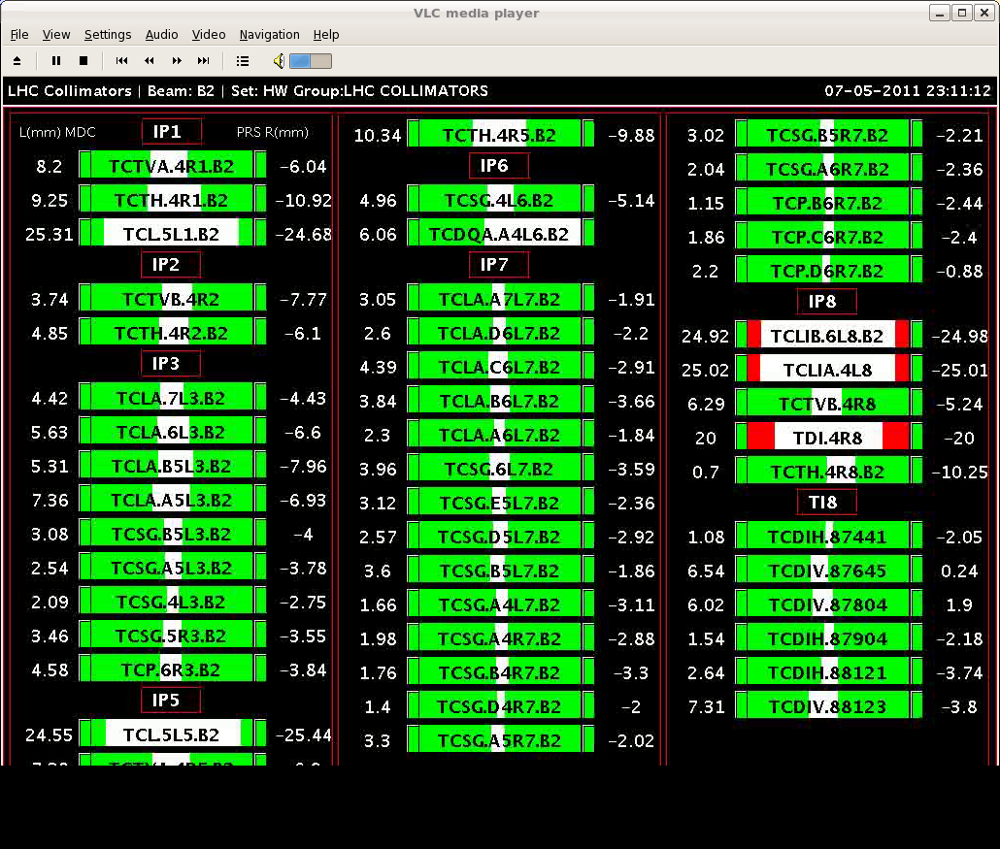 VLC media player
File View Settings Audio Video Navigation Help
LHC Collimators | Beam: B2 | Set: HW Group:LHC COLLIMATORS 07-05-2011 23:11:12
L(mm) MDC IP1 PRS R(mm)
8.2 TCTVA.4R1.B2 -6.04
9.25 TCTH.4R1.B2 -10.92
25.31 TCL.5L1.B2 -24.68
IP2
3.74 TCTVB.4R2 -7.77
4.85 TCTH.4R2.B2 -6.1
IP3
4.42 TCLA.7L3.B2 -4.43
5.63 TCLA.6L3.B2 -6.6
5.31 TCLA.B5L3.B2 -7.96
7.36 TCLA.A5L3.B2 -6.93
3.08 TCSG.B5L3.B2 -4
2.54 TCSG.A5L3.B2 -3.78
2.09 TCSG.4L3.B2 -2.75
3.46 TCSG.5R3.B2 -3.55
4.58 TCP.6R3.B2 -3.84
IP5
24.55 TCL.5L5.B2 -25.44
10.34 TCTH.4R5.B2 -9.88
IP6
4.96 TCSG.4L6.B2 -5.14
6.06 TCDQA.A4L6.B2
IP7
3.05 TCLA.A7L7.B2 -1.91
2.6 TCLA.D6L7.B2 -2.2
4.39 TCLA.C6L7.B2 -2.91
3.84 TCLA.B6L7.B2 -3.66
2.3 TCLA.A6L7.B2 -1.84
3.96 TCSG.6L7.B2 -3.59
3.12 TCSG.E5L7.B2 -2.36
2.57 TCSG.D5L7.B2 -2.92
3.6 TCSG.B5L7.B2 -1.86
1.66 TCSG.A4L7.B2 -3.11
1.98 TCSG.A4R7.B2 -2.88
1.76 TCSG.B4R7.B2 -3.3
1.4 TCSG.D4R7.B2 -2
3.3 TCSG.A5R7.B2 -2.02
3.02 TCSG.B5R7.B2 -2.21
2.04 TCSG.A6R7.B2 -2.36
1.15 TCP.B6R7.B2 -2.44
1.86 TCP.C6R7.B2 -2.4
2.2 TCP.D6R7.B2 -0.88
IP8
24.92 TCLIB.6L8.B2 -24.98
25.02 TCLIA.4L8 -25.01
6.29 TCTVB.4R8 -5.24
20 TDI.4R8 -20
0.7 TCTH.4R8.B2 -10.25
TI8
1.08 TCDIH.87441 -2.05
6.54 TCDIV.87645 0.24
6.02 TCDIV.87804 1.9
1.54 TCDIH.87904 -2.18
2.64 TCDIH.88121 -3.74
7.31 TCDIV.88123 -3.8